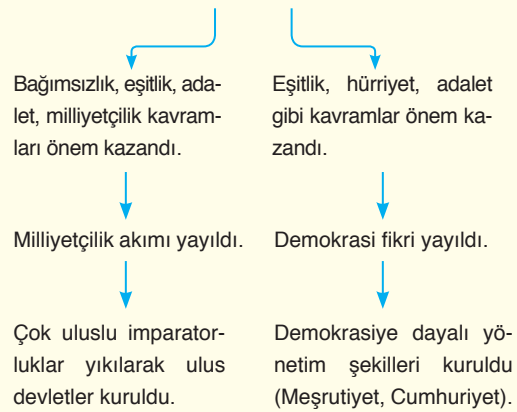 Bağımsızlık, eşitlik, ada-
let, milliyetçilik kavram-
ları önem kazandı.
Milliyetçilik akımı yayıldı.
Çok uluslu imparator-
luklar yıkılarak ulus
devletler kuruldu.
Eşitlik, hürriyet, adalet
gibi kavramlar önem ka-
zandı.
Demokrasi fikri yayıldı.
Demokrasiye dayalı yö-
netim şekilleri kuruldu
(Meşrutiyet, Cumhuriyet).